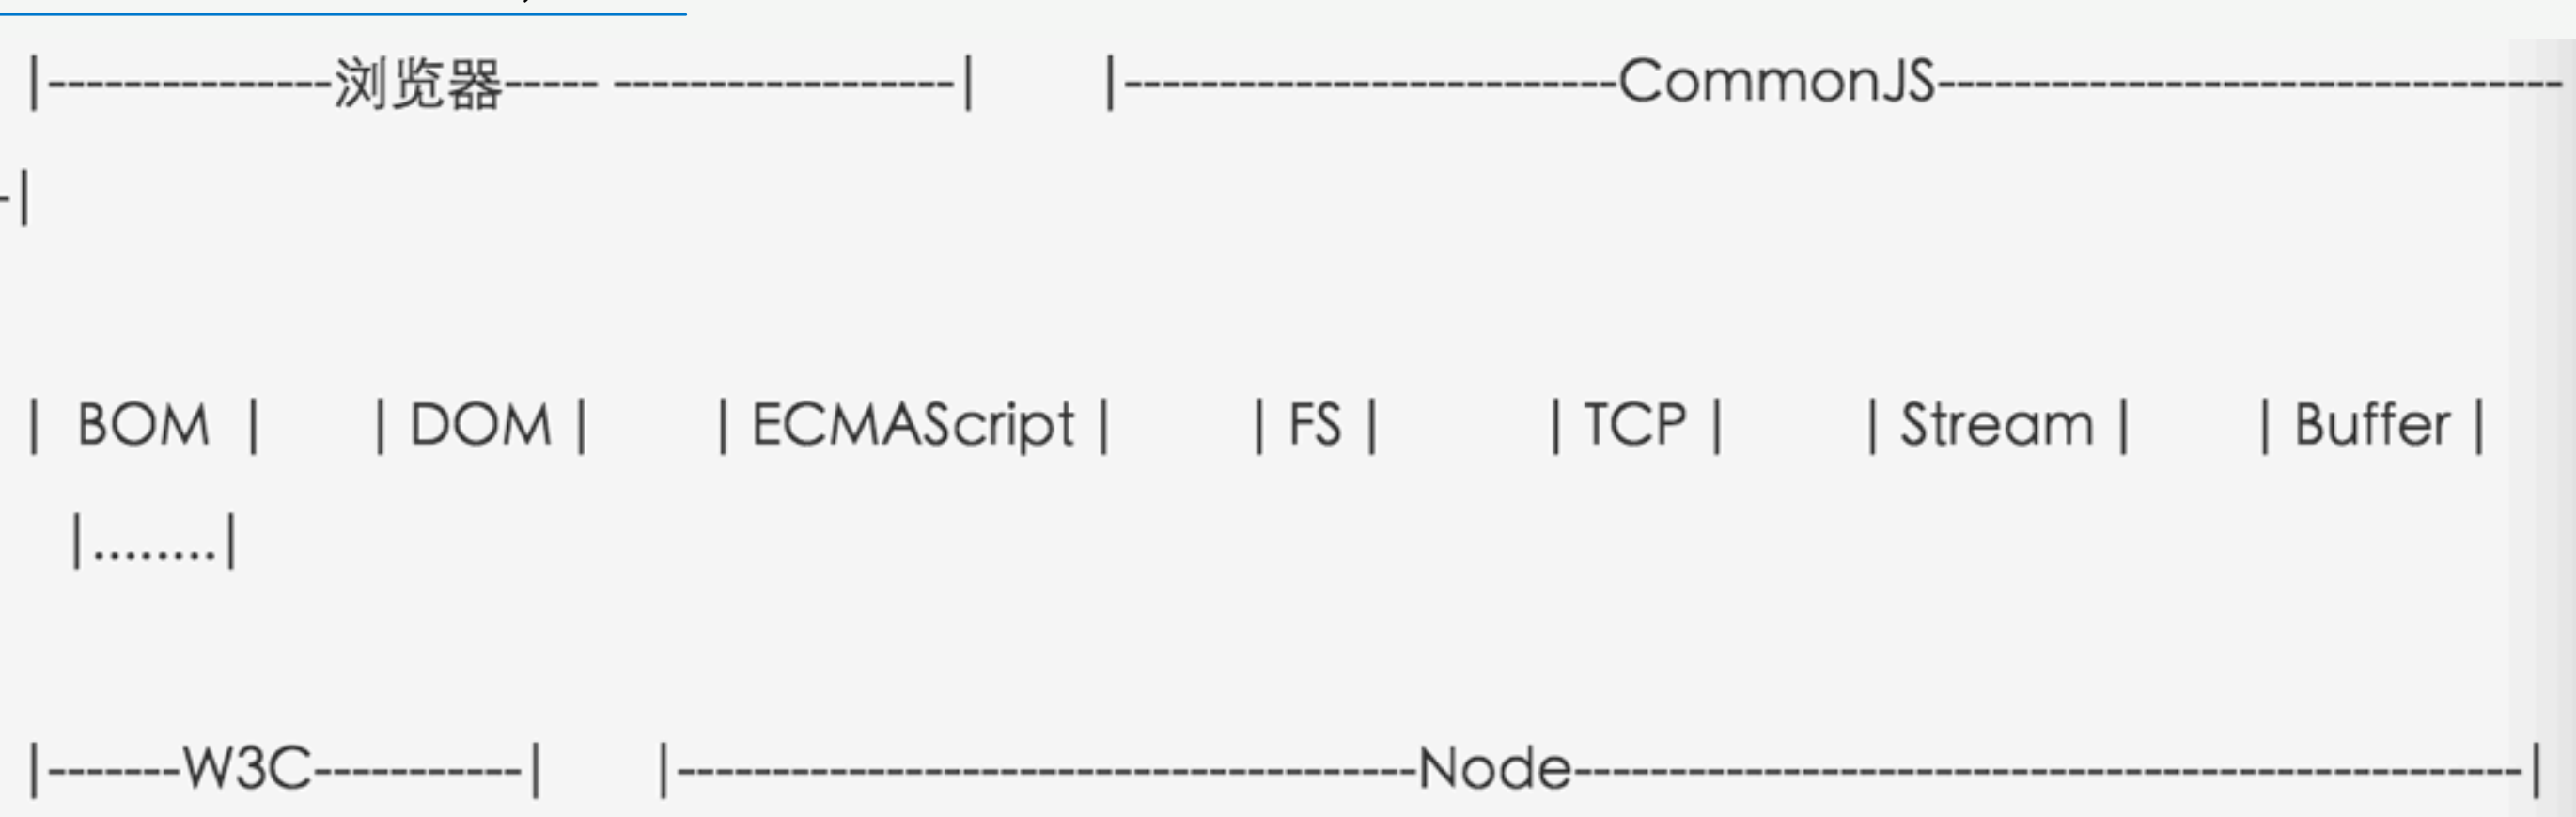 |---------------浏览器----- ------------------| |--------------------------CommonJS---------------------------------
-|
| BOM | | DOM | | ECMAScript | | FS | | TCP | | Stream | | Buffer |
|........|
|-------W3C-----------| |---------------------------------------Node--------------------------------------------------|